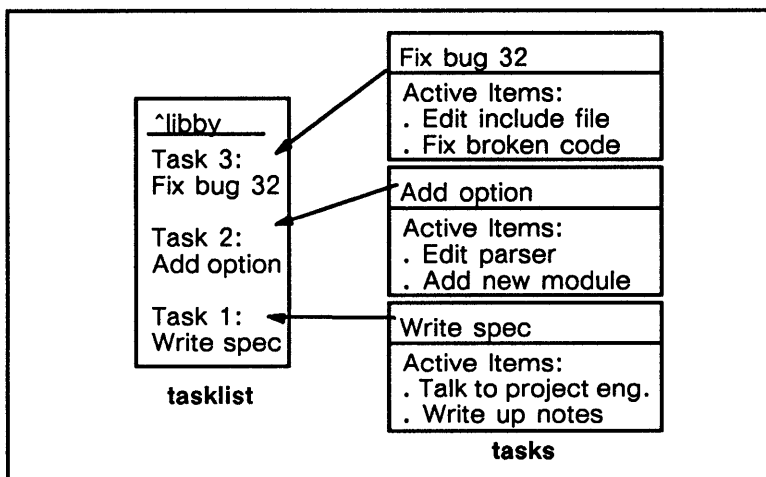 ^libby
Task 3:
Fix bug 32
Task 2:
Add option
Task 1:
Write spec
tasklist
Fix bug 32
Active Items:
. Edit include file
. Fix broken code
Add option
Active Items:
. Edit parser
. Add new module
Write spec
Active Items:
. Talk to project eng.
. Write up notes
tasks